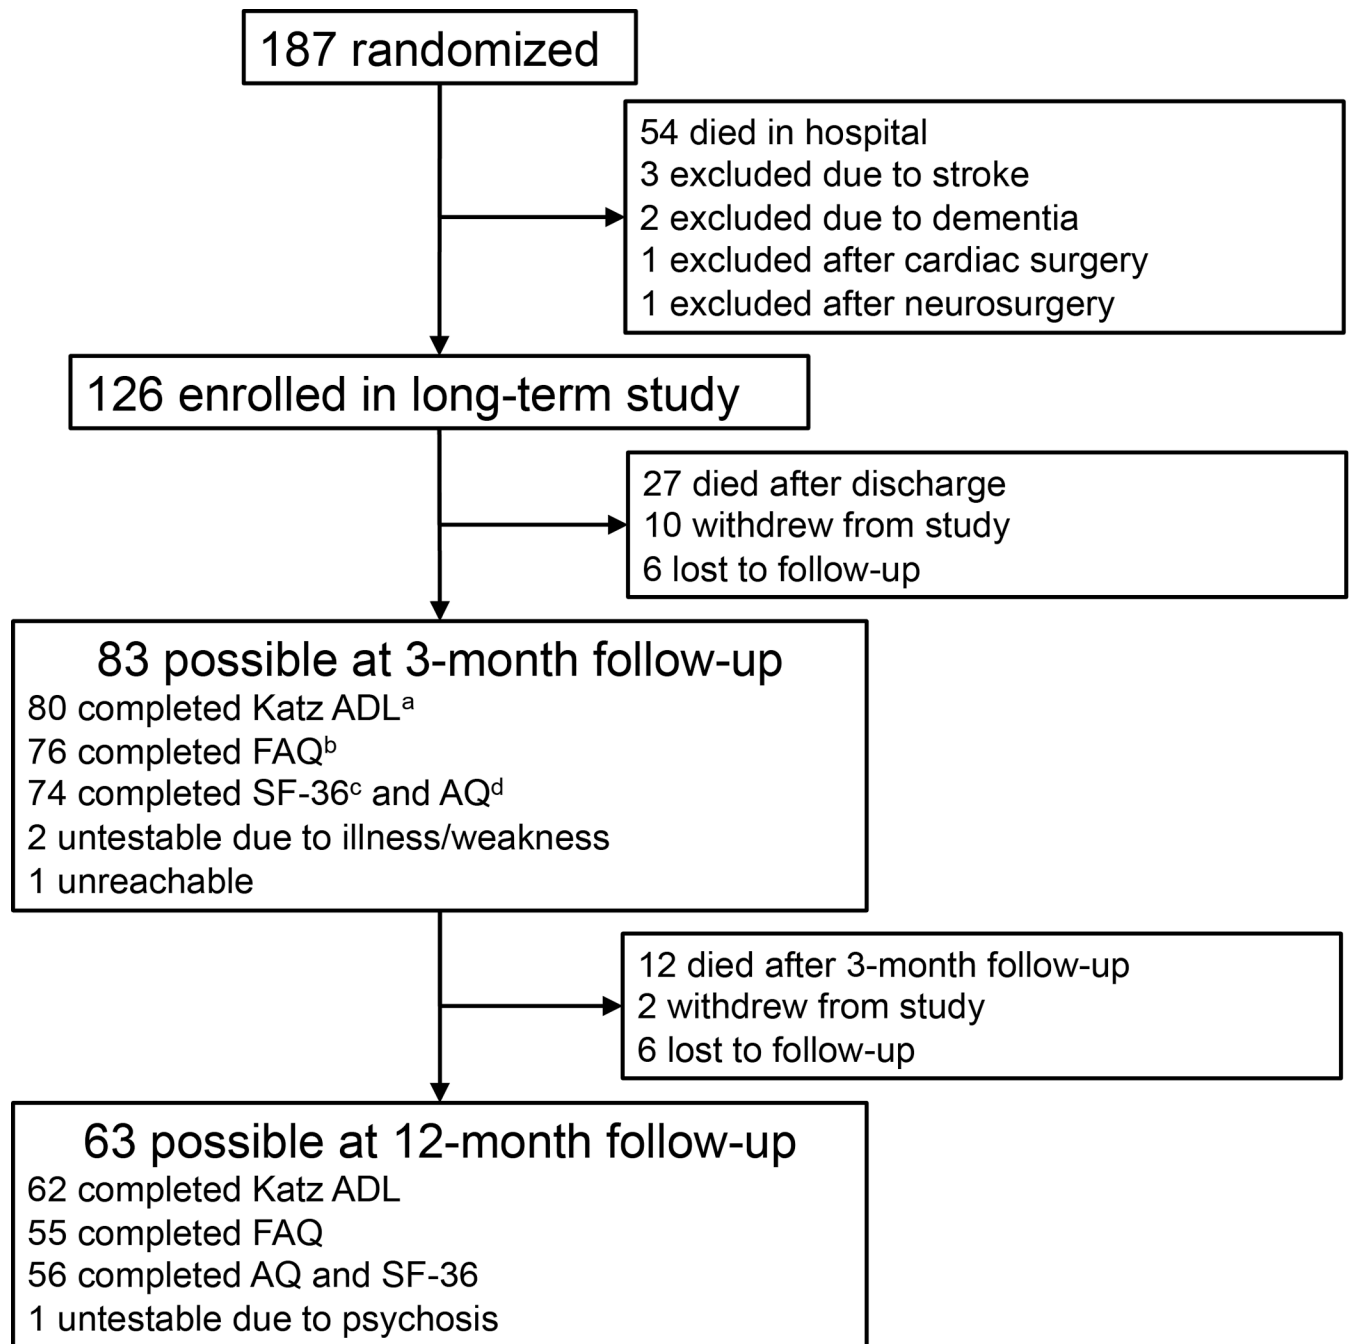 187 randomized
54 died in hospital
3 excluded due to stroke
2 excluded due to dementia
1 excluded after cardiac surgery
1 excluded after neurosurgery
126 enrolled in long-term study
27 died after discharge
10 withdrew from study
6 lost to follow-up
83 possible at 3-month follow-up
80 completed Katz ADLᵃ
76 completed FAQᵇ
74 completed SF-36ᶜ and AQᵈ
2 untestable due to illness/weakness
1 unreachable
12 died after 3-month follow-up
2 withdrew from study
6 lost to follow-up
63 possible at 12-month follow-up
62 completed Katz ADL
55 completed FAQ
56 completed AQ and SF-36
1 untestable due to psychosis